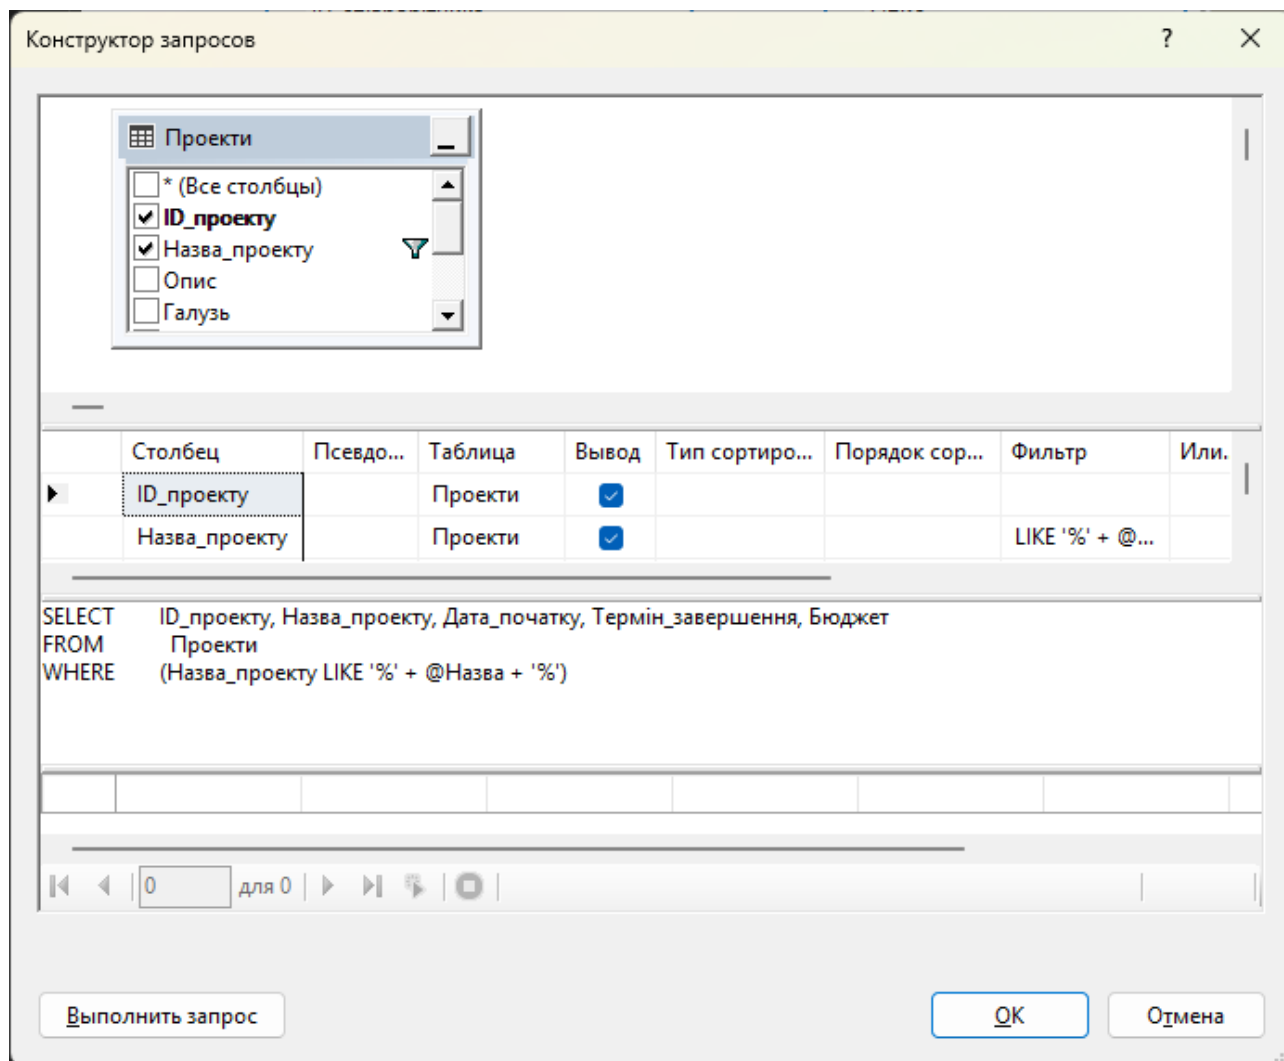 Конструктор запросов ?
Проекти
* (Все столбцы)
ID_проекту
Назва_проекту
Опис
Галузь
Столбец Псевдо... Таблица Вывод Тип сортиро... Порядок сор... Фильтр Или.
ID_проекту Проекти
Назва_проекту Проекти LIKE '%' + @...
SELECT ID_проекту, Назва_проекту, Дата_початку, Термін_завершення, Бюджет
FROM Проекти
WHERE (Назва_проекту LIKE '%' + @Назва + '%')
0 для 0
Выполнить запрос OK Отмена